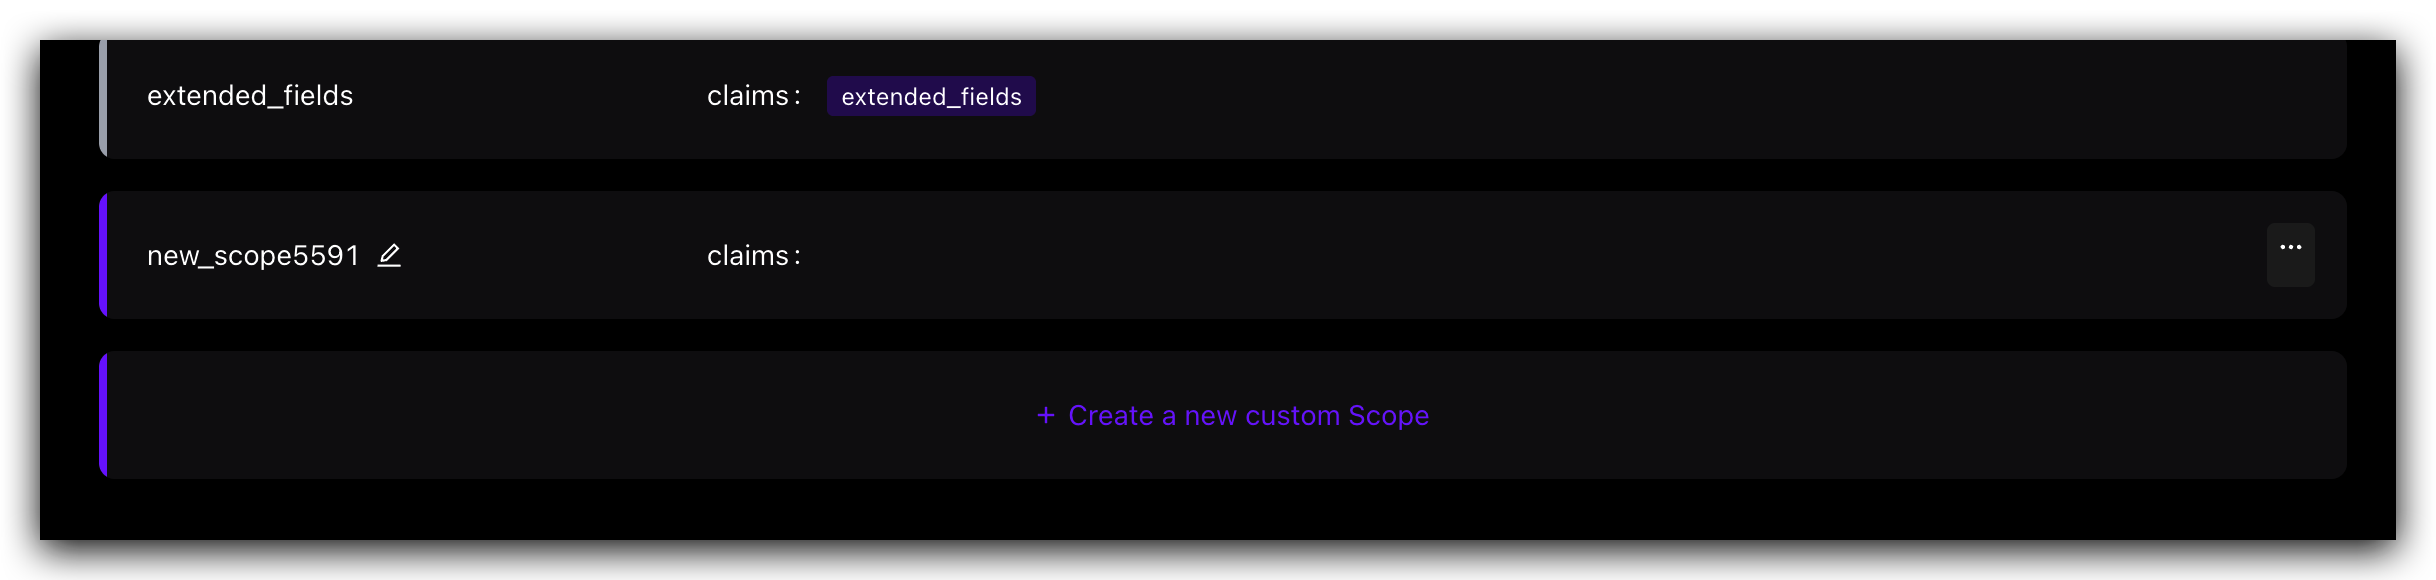 extended_fields claims: extended_fields
new_scope5591 claims: ...
+ Create a new custom Scope